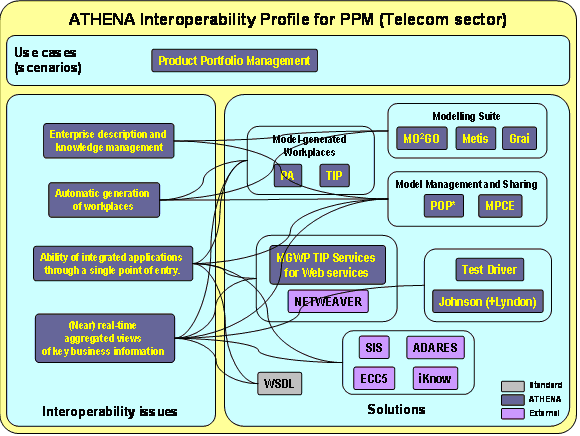 ATHENA Interoperability Profile for PPM (Telecom sector)
Use cases
(scenarios)
Product Portfolio Management
Enterprise description and
knowledge management
Automatic generation
of workplaces
Ability of integrated applications
through a single point of entry.
(Near) real-time
aggregated views
of key business information
Interoperability issues
Model-generated
Workplaces
PA
TIP
Modelling Suite
MO²GO
Metis
Grai
Model Management and Sharing
POP*
MPCE
MGWP TIP Services
for Web services
NETWEAVER
Test Driver
Johnson (+Lyndon)
SIS
ADARES
ECC5
iKnow
WSDL
Solutions
Standard
ATHENA
External